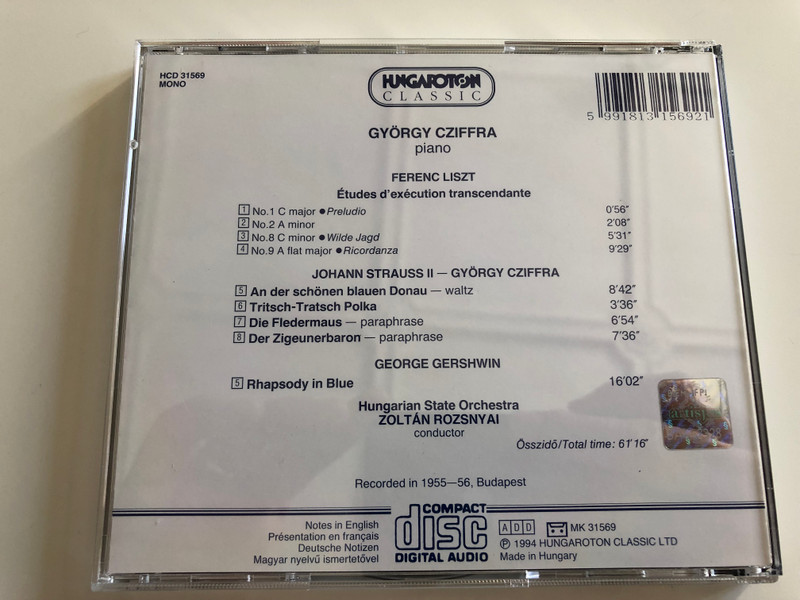 HCD 31569
MONO
HUNGAROTON
CLASSIC
5 991813 156921
GYÖRGY CZIFFRA
piano
FERENC LISZT
Études d'exécution transcendante
1 No.1 C major ● Preludio 0'56"
2 No.2 A minor 2'08"
3 No.8 C minor ● Wilde Jagd 5'31"
4 No.9 A flat major ● Ricordanza 9'29"
JOHANN STRAUSS II — GYÖRGY CZIFFRA
5 An der schönen blauen Donau — waltz 8'42"
6 Tritsch-Tratsch Polka 3'36"
7 Die Fledermaus — paraphrase 6'54"
8 Der Zigeunerbaron — paraphrase 7'36"
GEORGE GERSHWIN
5 Rhapsody in Blue 16'02"
Hungarian State Orchestra
ZOLTÁN ROZSNYAI
conductor
Összidő/Total time: 61'16"
Recorded in 1955—56, Budapest
Notes in English
Présentation en français
Deutsche Notizen
Magyar nyelvű ismertetővel
COMPACT
disc
DIGITAL AUDIO
ADD MK 31569
℗ 1994 HUNGAROTON CLASSIC LTD
Made in Hungary